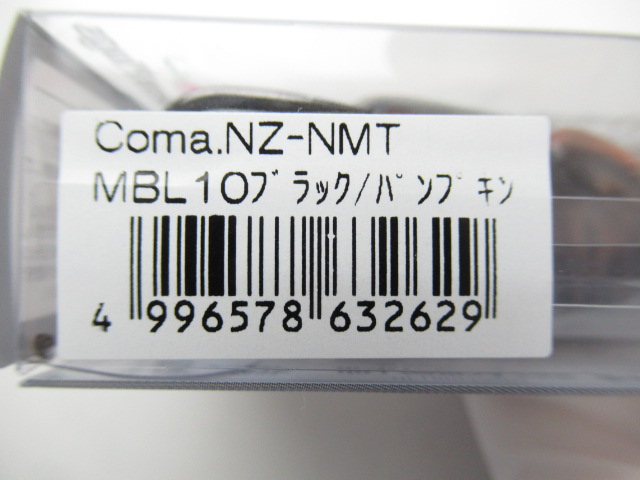 Coma.NZ-NMT
MBL10ﾌﾞﾗｯｸ/ﾊﾟﾝﾌﾟｷﾝ
4 996578 632629